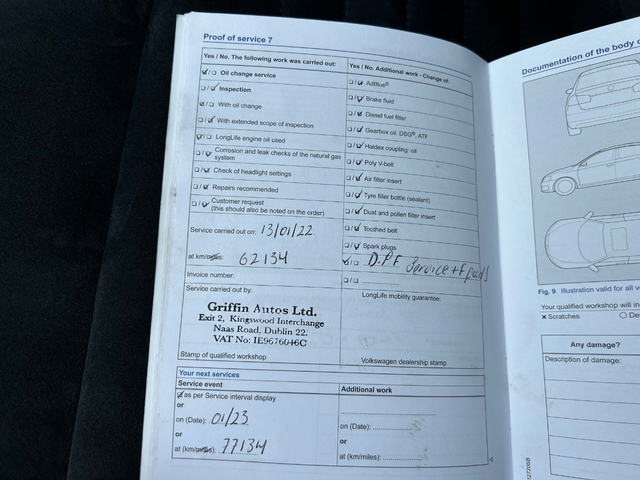 Proof of service 7
Yes / No. The following work was carried out:
Oil change service
Inspection
With oil change
With extended scope of inspection
LongLife engine oil used
Corrosion and leak checks of the natural gas
system
Check of headlight settings
Repairs recommended
Customer request
(this should also be noted on the order)
Service carried out on: 13/01/22
at km/miles: 62134
Invoice number:
Service carried out by:
Griffin Autos Ltd.
Exit 2, Kingswood Interchange
Naas Road, Dublin 22.
VAT No: IE9676046C
Stamp of qualified workshop
Yes / No. Additional work - Change of:
AdBlue®
Brake fluid
Diesel fuel filter
Gearbox oil: DSG®, ATF
Haldex coupling: oil
Poly V-belt
Air filter insert
Tyre filler bottle (sealant)
Dust and pollen filter insert
Toothed belt
Spark plugs
D.P.F Service + F pads
LongLife mobility guarantee:
Volkswagen dealership stamp
Your next services
Service event
as per Service interval display
or
on (Date): 01/23
or
at (km/miles): 77134
Additional work
on (Date):
or
at (km/miles):
Documentation of the body
Fig. 9 Illustration valid for all
Your qualified workshop will
× Scratches
Any damage?
Description of damage: